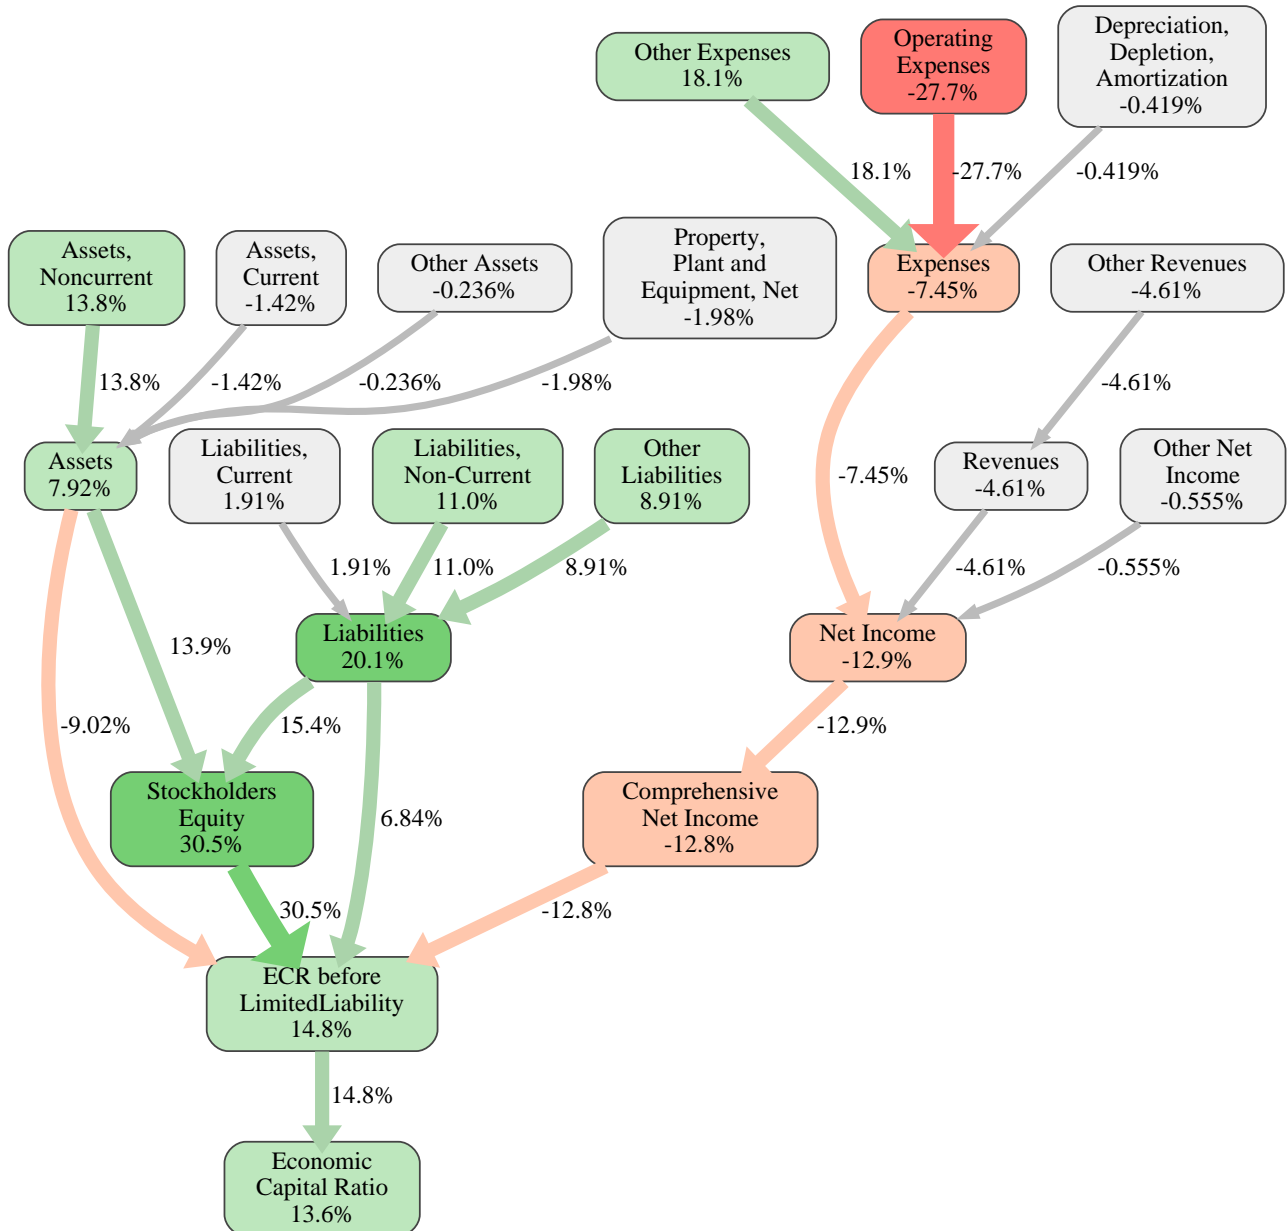 Other Expenses
18.1%
Operating
Expenses
-27.7%
Depreciation,
Depletion,
Amortization
-0.419%
18.1%
-27.7%
-0.419%
Assets,
Noncurrent
13.8%
Assets,
Current
-1.42%
Other Assets
-0.236%
Property,
Plant and
Equipment, Net
-1.98%
Expenses
-7.45%
Other Revenues
-4.61%
13.8%
-1.42%
-0.236%
-1.98%
-4.61%
Assets
7.92%
Liabilities,
Current
1.91%
Liabilities,
Non-Current
11.0%
Other
Liabilities
8.91%
-7.45%
Revenues
-4.61%
Other Net
Income
-0.555%
1.91%
11.0%
8.91%
-4.61%
-0.555%
13.9%
Liabilities
20.1%
Net Income
-12.9%
-9.02%
15.4%
-12.9%
Stockholders
Equity
30.5%
6.84%
Comprehensive
Net Income
-12.8%
30.5%
-12.8%
ECR before
LimitedLiability
14.8%
14.8%
Economic
Capital Ratio
13.6%